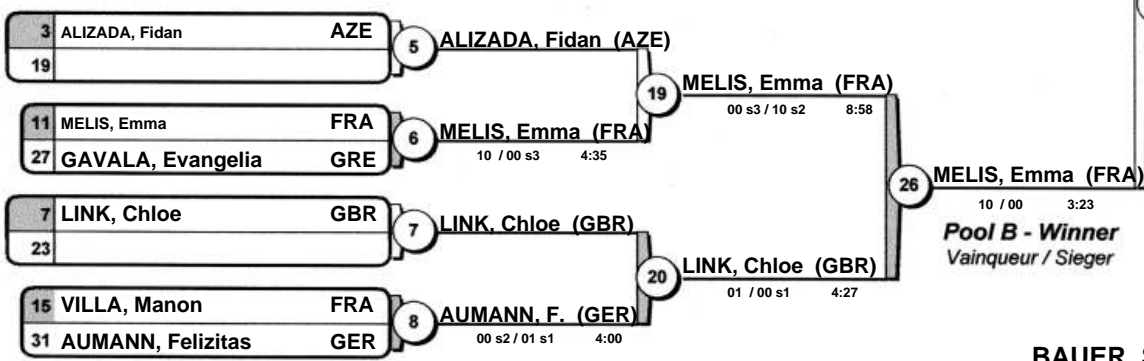 3 ALIZADA, Fidan AZE
19
5
ALIZADA, Fidan (AZE)
11 MELIS, Emma FRA
27 GAVALA, Evangelia GRE
6
MELIS, Emma (FRA)
10 / 00 s3 4:35
19
MELIS, Emma (FRA)
00 s3 / 10 s2 8:58
7 LINK, Chloe GBR
23
7
LINK, Chloe (GBR)
15 VILLA, Manon FRA
31 AUMANN, Felizitas GER
8
AUMANN, F. (GER)
00 s2 / 01 s1 4:00
20
LINK, Chloe (GBR)
01 / 00 s1 4:27
26
MELIS, Emma (FRA)
10 / 00 3:23
Pool B - Winner
Vainqueur / Sieger
BAUER